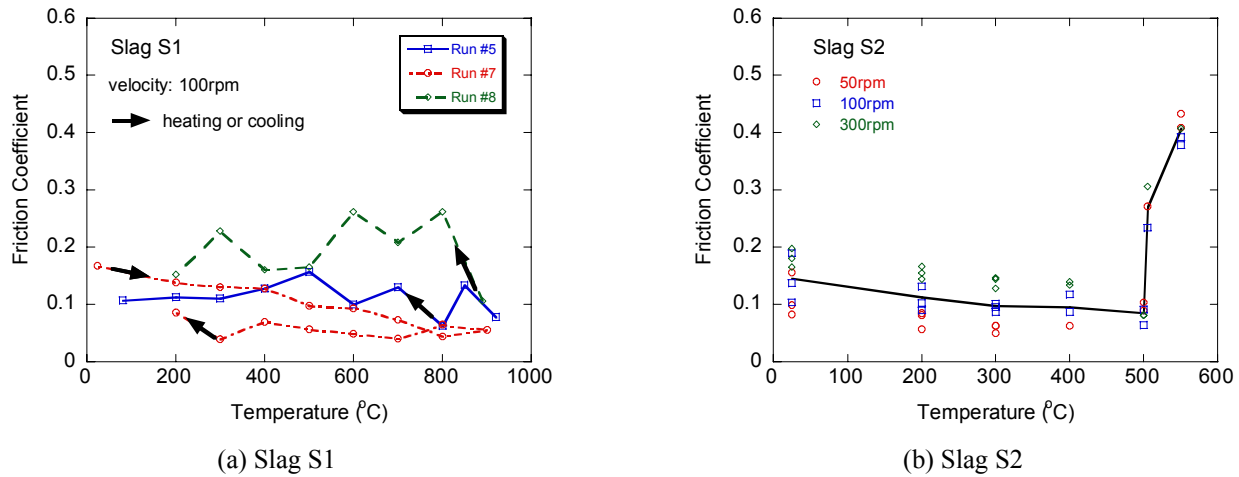 0.6
0.5
0.4
0.3
0.2
0.1
0
Friction Coefficient
Slag S1
velocity: 100rpm
heating or cooling
Run #5
Run #7
Run #8
0 200 400 600 800 1000
Temperature (°C)
(a) Slag S1
0.6
0.5
0.4
0.3
0.2
0.1
0
Friction Coefficient
Slag S2
50rpm
100rpm
300rpm
0 100 200 300 400 500 600
Temperature (°C)
(b) Slag S2